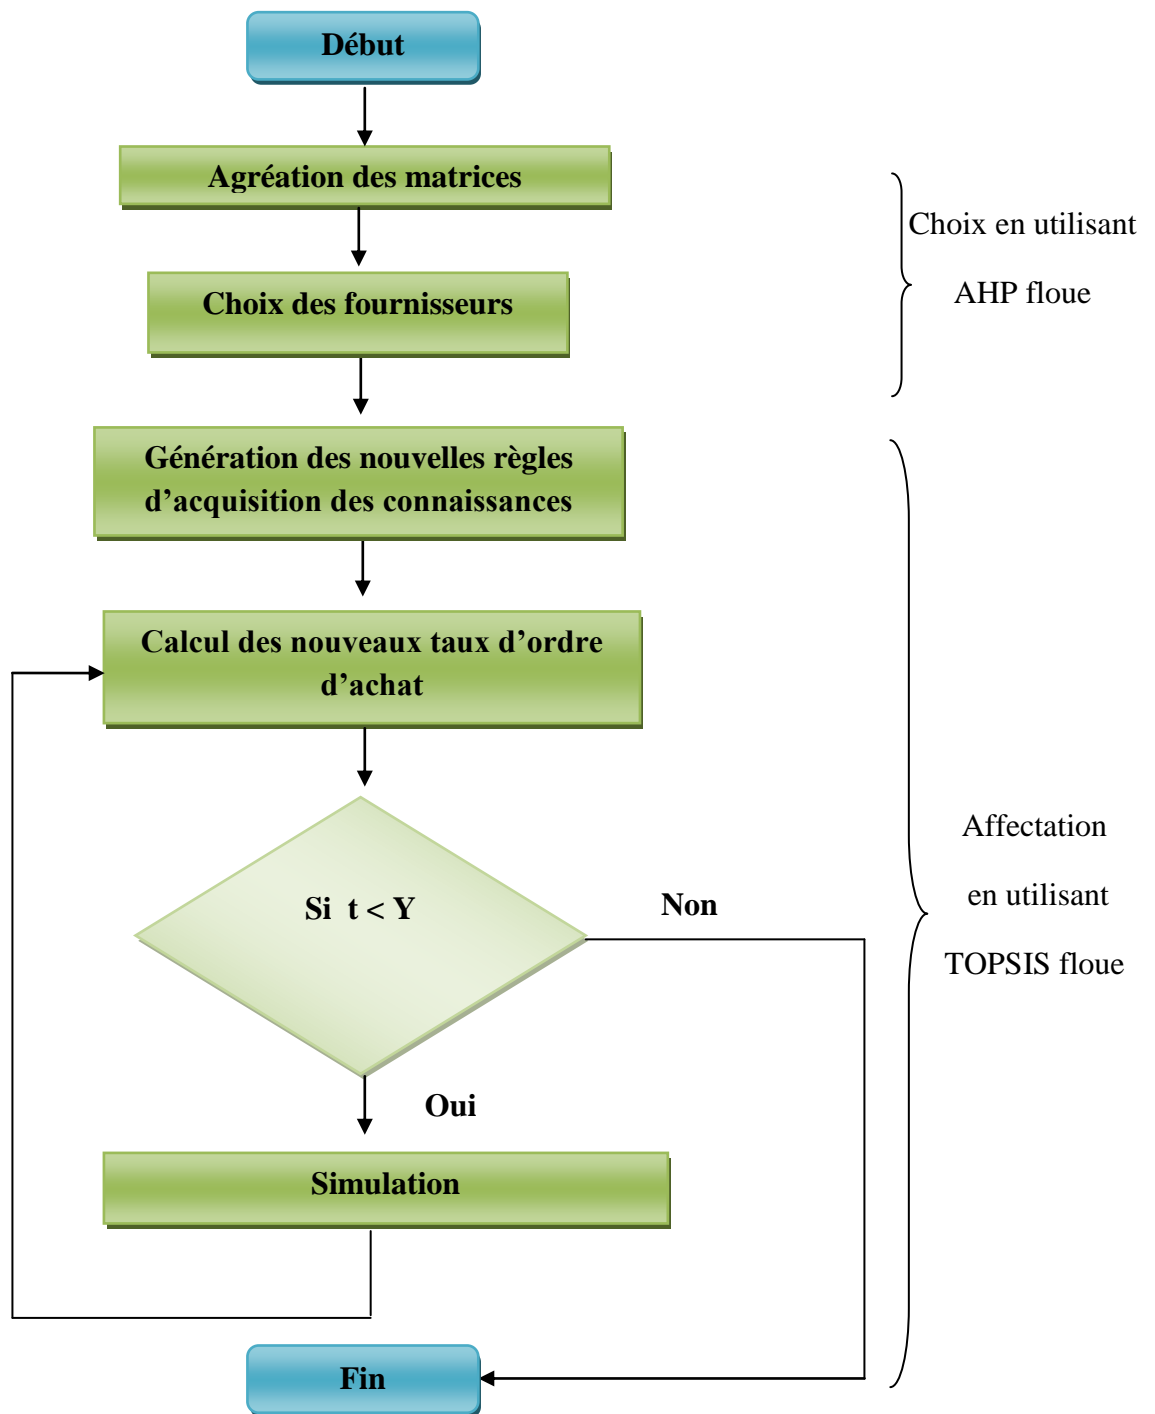 Début
Agréation des matrices
Choix en utilisant
AHP floue
Choix des fournisseurs
Génération des nouvelles règles
d’acquisition des connaissances
Calcul des nouveaux taux d’ordre
d’achat
Si t < Y
Non
Affectation
en utilisant
TOPSIS floue
Oui
Simulation
Fin